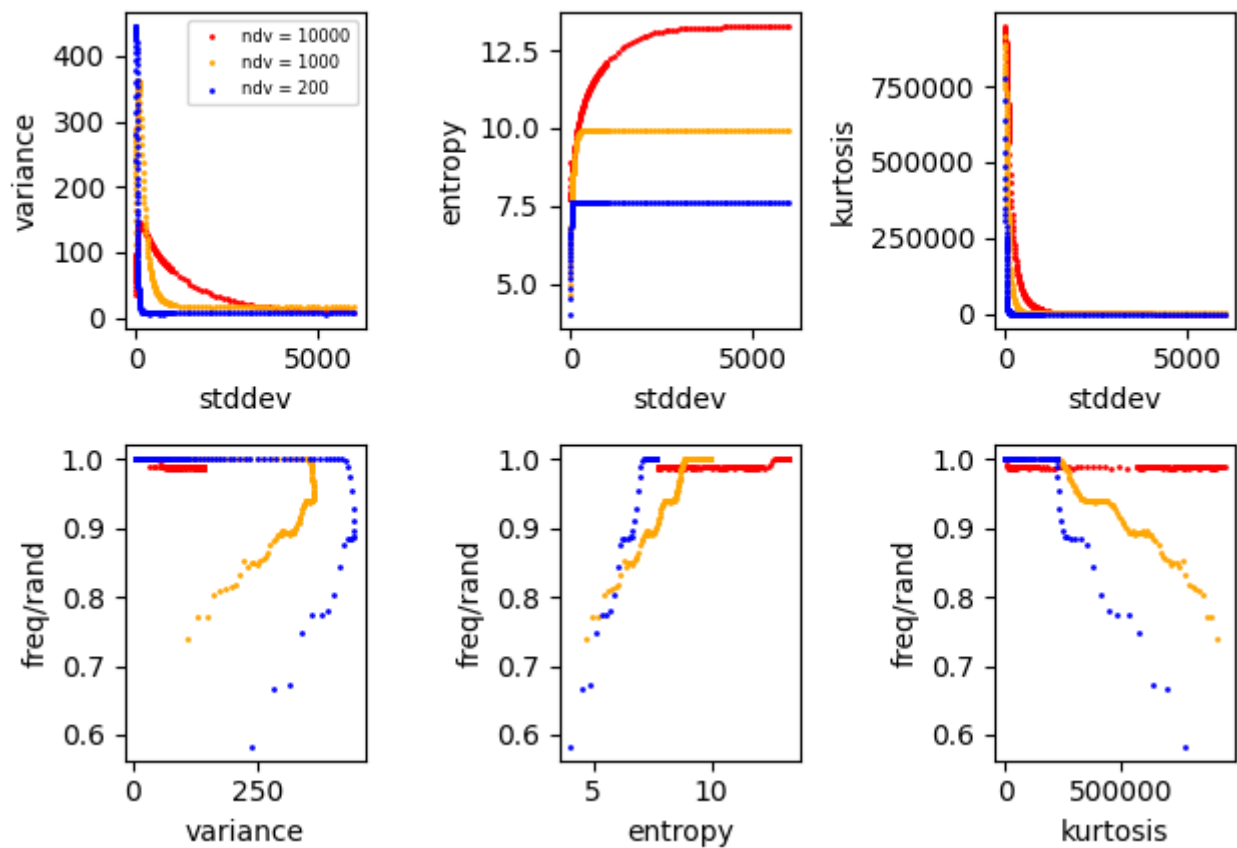 variance
400
300
200
100
0
ndv = 10000
ndv = 1000
ndv = 200
0 5000
stddev
entropy
12.5
10.0
7.5
5.0
0 5000
stddev
kurtosis
750000
500000
250000
0
0 5000
stddev
freq/rand
1.0
0.9
0.8
0.7
0.6
0 250
variance
freq/rand
1.0
0.9
0.8
0.7
0.6
5 10
entropy
freq/rand
1.0
0.9
0.8
0.7
0.6
0 500000
kurtosis